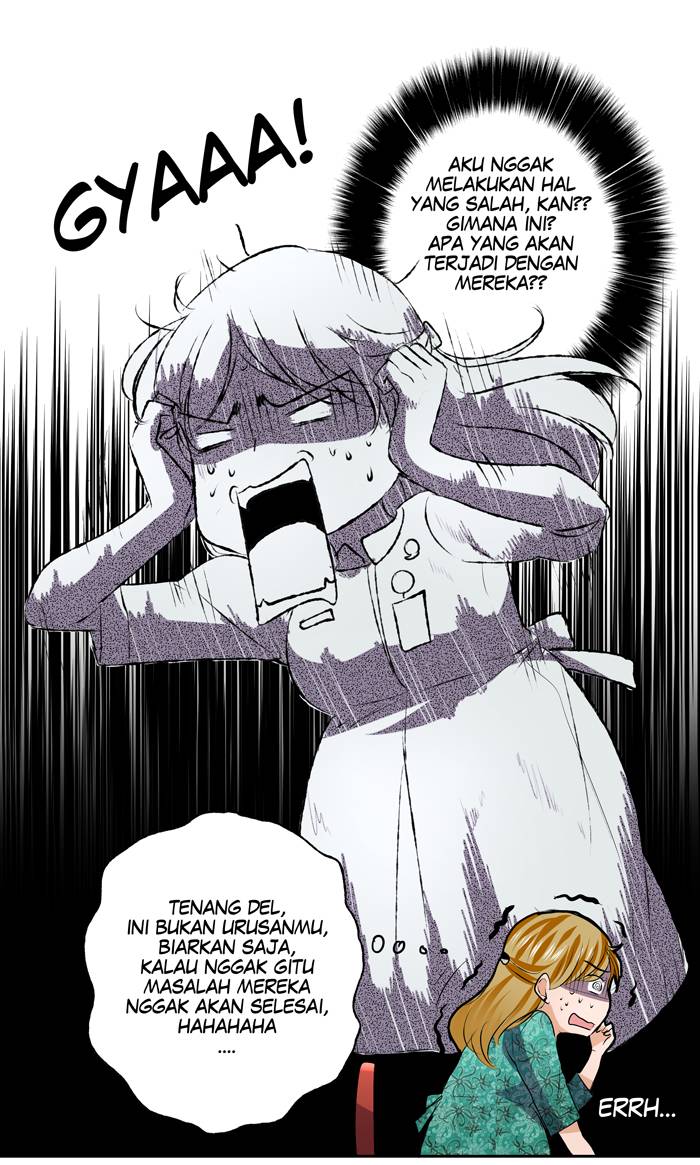 GYAAA!
AKU NGGAK
MELAKUKAN HAL
YANG SALAH, KAN??
GIMANA INI?
APA YANG AKAN
TERJADI DENGAN
MEREKA??
TENANG DEL,
INI BUKAN URUSANMU,
BIARKAN SAJA,
KALAU NGGAK GITU
MASALAH MEREKA
NGGAK AKAN SELESAI,
HAHAHAHA
....
ERRH...